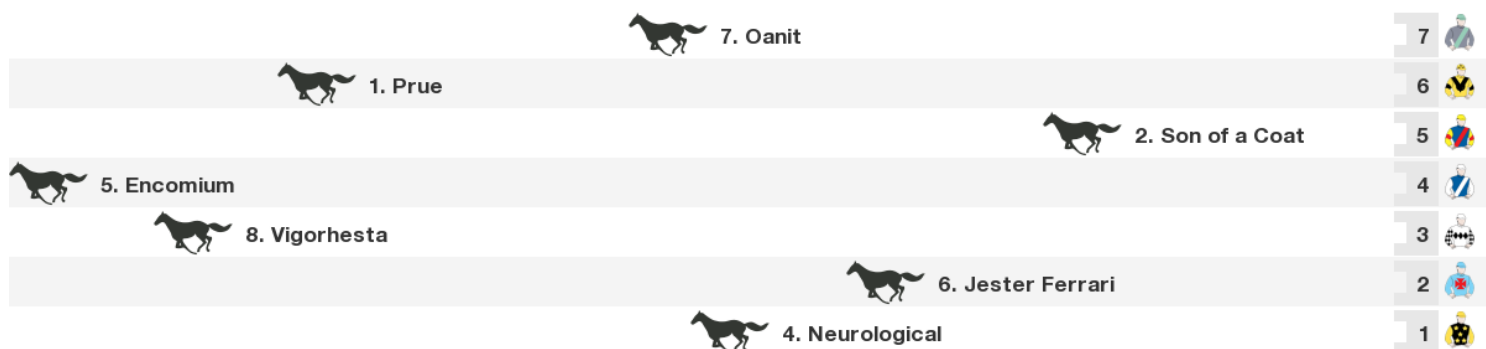 7. Oanit 7
1. Prue 6
2. Son of a Coat 5
5. Encomium 4
8. Vigorhesta 3
6. Jester Ferrari 2
4. Neurological 1